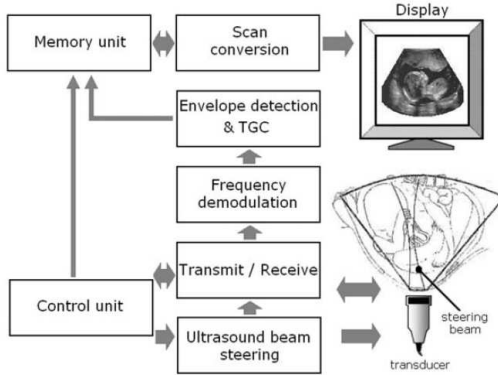 Display
Memory unit
Scan
conversion
Envelope detection
& TGC
Frequency
demodulation
Transmit / Receive
Control unit
Ultrasound beam
steering
steering
beam
transducer